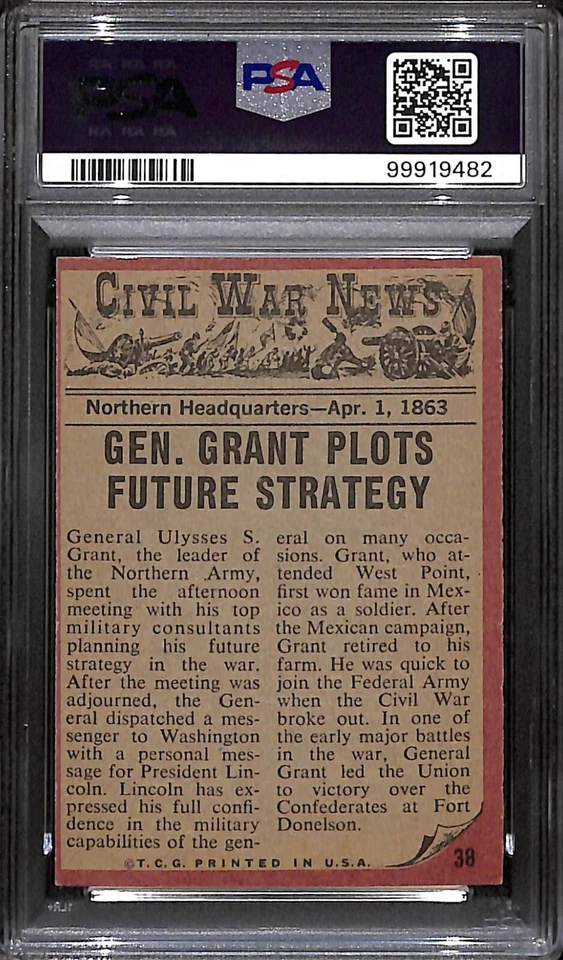 PSA
99919482
CIVIL WAR NEWS
Northern Headquarters—Apr. 1, 1863
GEN. GRANT PLOTS
FUTURE STRATEGY
General Ulysses S.
Grant, the leader of
the Northern Army,
spent the afternoon
meeting with his top
military consultants
planning his future
strategy in the war.
After the meeting was
adjourned, the Gen-
eral dispatched a mes-
senger to Washington
with a personal mes-
sage for President Lin-
coln. Lincoln has ex-
pressed his full confi-
dence in the military
capabilities of the gen-
eral on many occa-
sions. Grant, who at-
tended West Point,
first won fame in Mex-
ico as a soldier. After
the Mexican campaign,
Grant retired to his
farm. He was quick to
join the Federal Army
when the Civil War
broke out. In one of
the early major battles
in the war, General
Grant led the Union
to victory over the
Confederates at Fort
Donelson.
©T.C.G. PRINTED IN U.S.A.
38